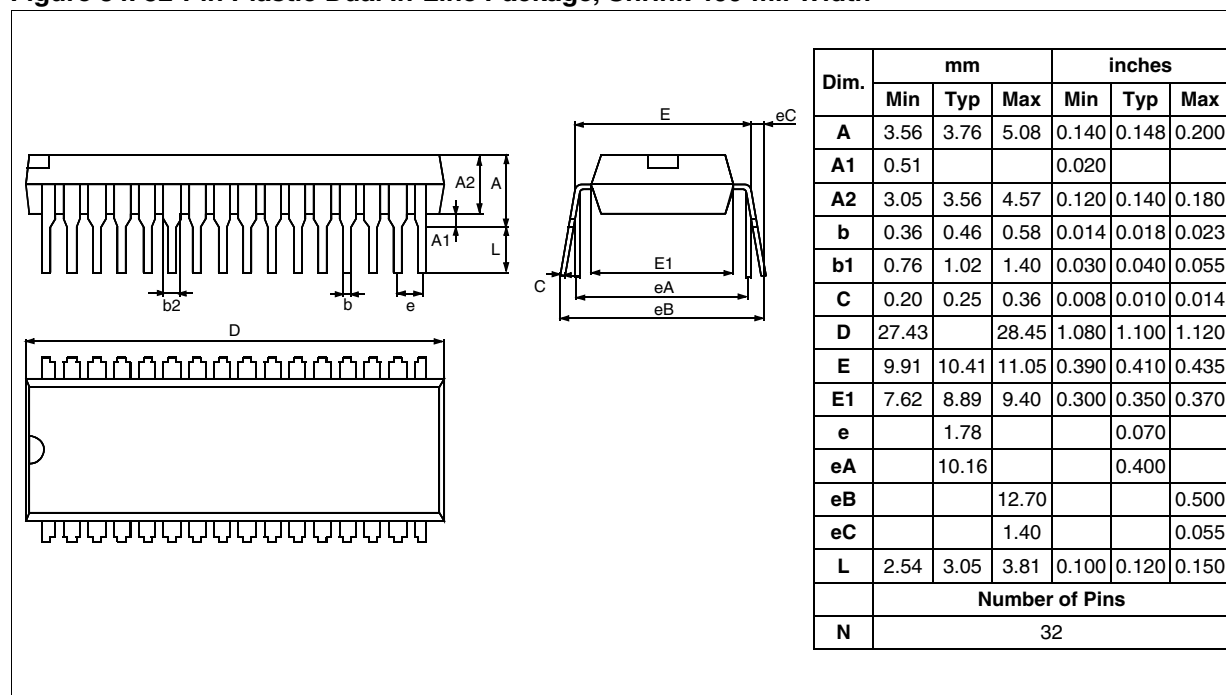 32-Pin Plastic Dual In-Line Package, Shrink 400-mil Width
E
eC
A2
A
A1
L
b2
b
e
C
E1
eA
eB
D
Dim. mm inches
Min Typ Max Min Typ Max
A 3.56 3.76 5.08 0.140 0.148 0.200
A1 0.51 0.020
A2 3.05 3.56 4.57 0.120 0.140 0.180
b 0.36 0.46 0.58 0.014 0.018 0.023
b1 0.76 1.02 1.40 0.030 0.040 0.055
C 0.20 0.25 0.36 0.008 0.010 0.014
D 27.43 28.45 1.080 1.100 1.120
E 9.91 10.41 11.05 0.390 0.410 0.435
E1 7.62 8.89 9.40 0.300 0.350 0.370
e 1.78 0.070
eA 10.16 0.400
eB 12.70 0.500
eC 1.40 0.055
L 2.54 3.05 3.81 0.100 0.120 0.150
Number of Pins
N 32